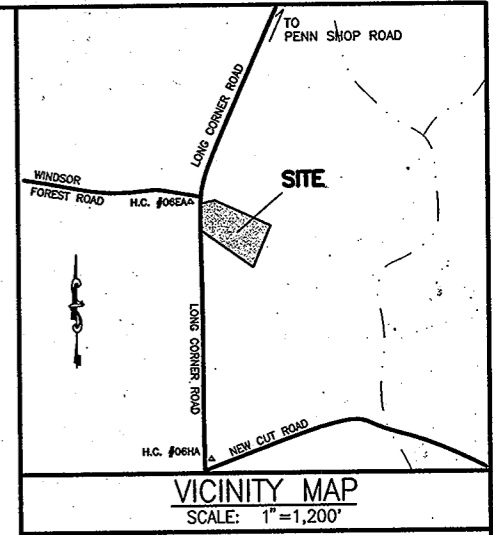 TO
PENN SHOP ROAD
LONG CORNER ROAD
WINDSOR
FOREST ROAD
H.C. #06EA
SITE
LONG CORNER ROAD
H.C. #06HA
NEW CUT ROAD
VICINITY MAP
SCALE: 1"=1,200'